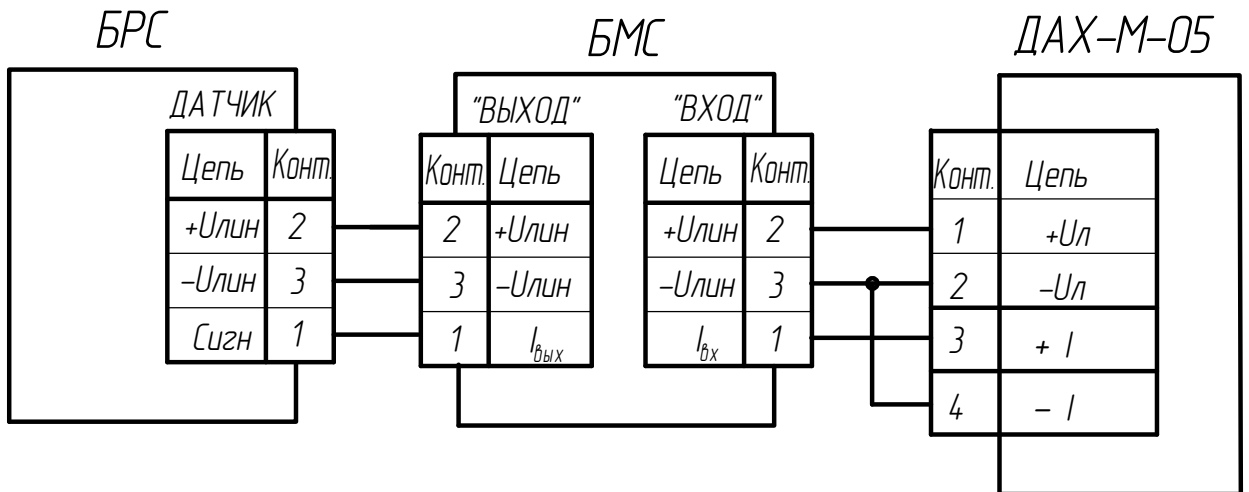 БРС
БМС
ДАХ-М-05
ДАТЧИК
Цепь Конт.
+Uлин 2
-Uлин 3
Сигн 1
"ВЫХОД"
Конт. Цепь
2 +Uлин
3 -Uлин
1 Iвых
"ВХОД"
Цепь Конт.
+Uлин 2
-Uлин 3
Iвх 1
Конт. Цепь
1 +Uл
2 -Uл
3 + I
4 - I